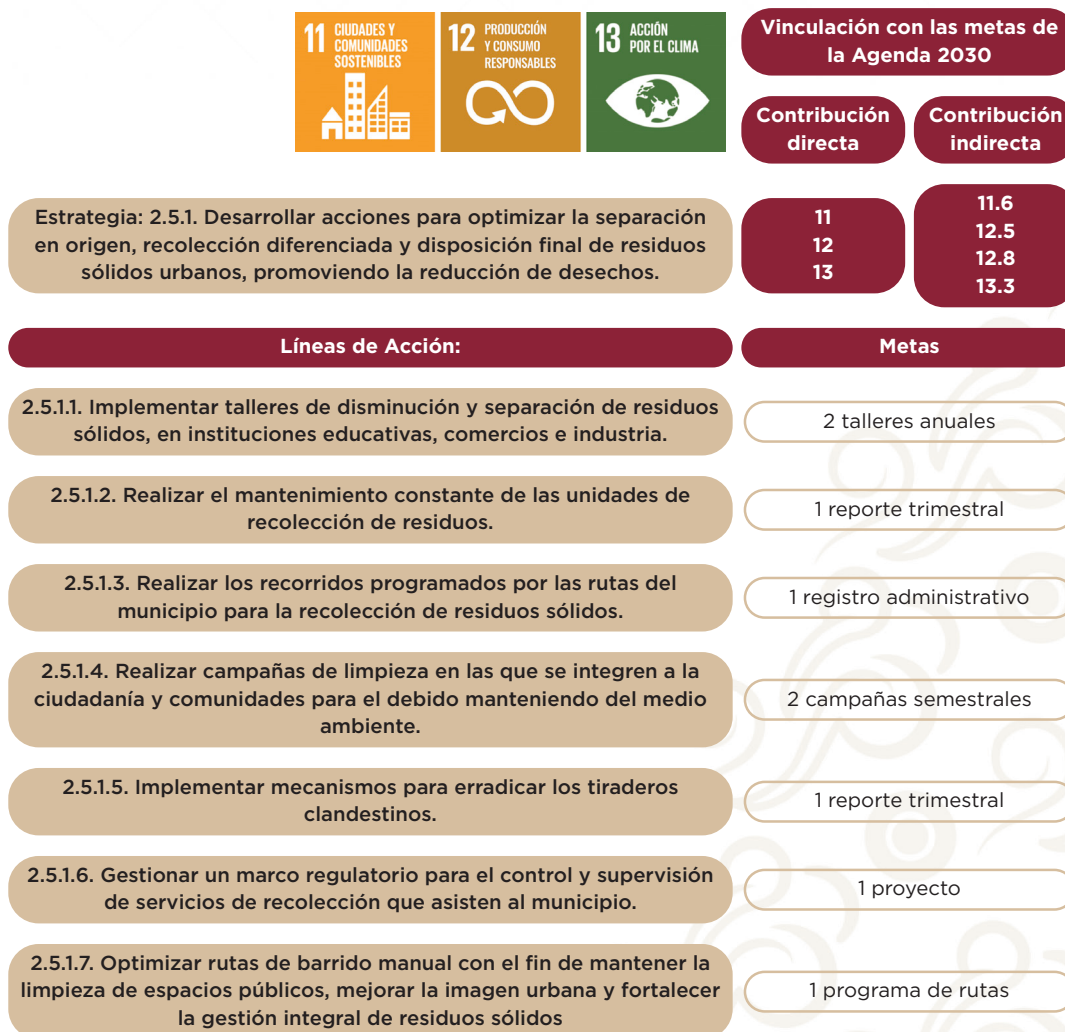 11 CIUDADES Y
COMUNIDADES
SOSTENIBLES
12 PRODUCCIÓN
Y CONSUMO
RESPONSABLES
13 ACCIÓN
POR EL CLIMA
Vinculación con las metas de
la Agenda 2030
Contribución
directa
Contribución
indirecta
Estrategia: 2.5.1. Desarrollar acciones para optimizar la separación
en origen, recolección diferenciada y disposición final de residuos
sólidos urbanos, promoviendo la reducción de desechos.
11
12
13
11.6
12.5
12.8
13.3
Líneas de Acción:
Metas
2.5.1.1. Implementar talleres de disminución y separación de residuos
sólidos, en instituciones educativas, comercios e industria.
2 talleres anuales
2.5.1.2. Realizar el mantenimiento constante de las unidades de
recolección de residuos.
1 reporte trimestral
2.5.1.3. Realizar los recorridos programados por las rutas del
municipio para la recolección de residuos sólidos.
1 registro administrativo
2.5.1.4. Realizar campañas de limpieza en las que se integren a la
ciudadanía y comunidades para el debido manteniendo del medio
ambiente.
2 campañas semestrales
2.5.1.5. Implementar mecanismos para erradicar los tiraderos
clandestinos.
1 reporte trimestral
2.5.1.6. Gestionar un marco regulatorio para el control y supervisión
de servicios de recolección que asisten al municipio.
1 proyecto
2.5.1.7. Optimizar rutas de barrido manual con el fin de mantener la
limpieza de espacios públicos, mejorar la imagen urbana y fortalecer
la gestión integral de residuos sólidos
1 programa de rutas